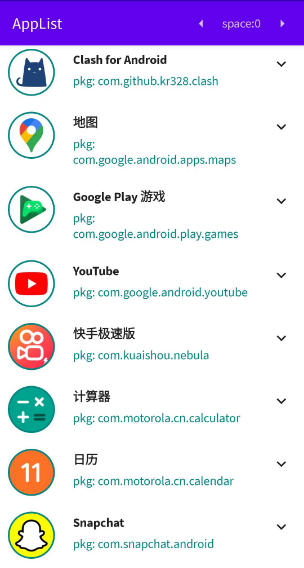 AppList
space:0
Clash for Android
pkg: com.github.kr328.clash
地图
pkg:
com.google.android.apps.maps
Google Play 游戏
pkg:
com.google.android.play.games
YouTube
pkg: com.google.android.youtube
快手极速版
pkg: com.kuaishou.nebula
计算器
pkg: com.motorola.cn.calculator
11
日历
pkg: com.motorola.cn.calendar
Snapchat
pkg: com.snapchat.android